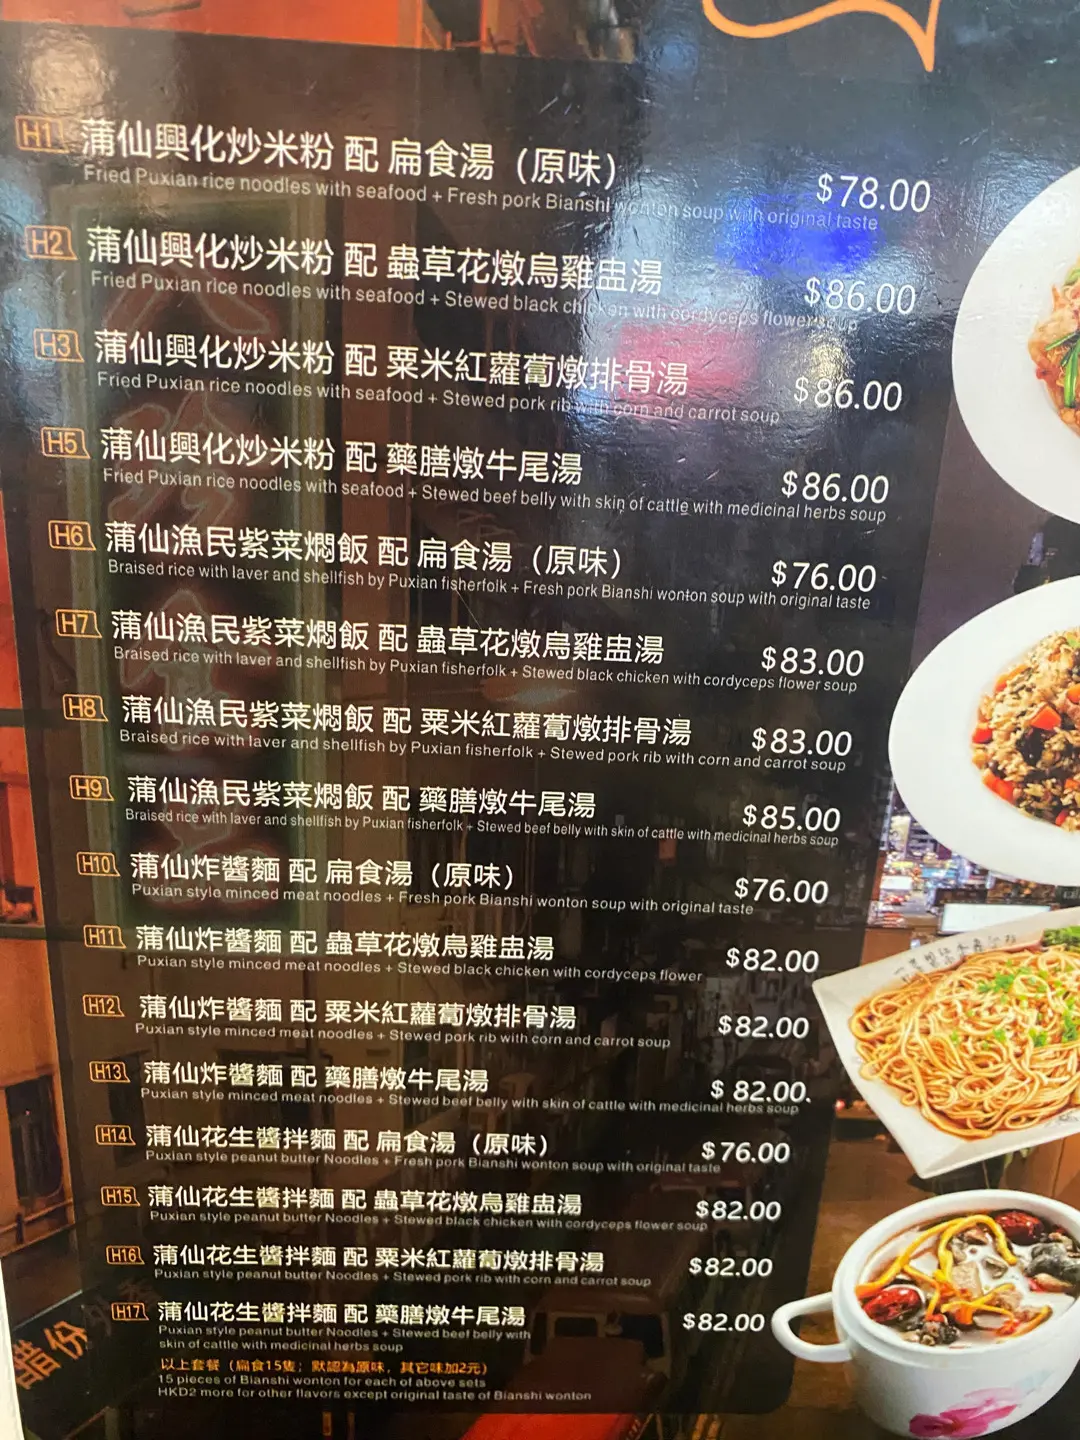 H1 蒲仙興化炒米粉 配 扁食湯（原味） $78.00
Fried Puxian rice noodles with seafood + Fresh pork Bianshi wonton soup with original taste
H2 蒲仙興化炒米粉 配 蟲草花燉烏雞盅湯 $86.00
Fried Puxian rice noodles with seafood + Stewed black chicken with cordyceps flower soup
H3 蒲仙興化炒米粉 配 粟米紅蘿蔔燉排骨湯 $86.00
Fried Puxian rice noodles with seafood + Stewed pork rib with corn and carrot soup
H5 蒲仙興化炒米粉 配 藥膳燉牛尾湯 $86.00
Fried Puxian rice noodles with seafood + Stewed beef belly with skin of cattle with medicinal herbs soup
H6 蒲仙漁民紫菜燜飯 配 扁食湯（原味） $76.00
Braised rice with laver and shellfish by Puxian fisherfolk + Fresh pork Bianshi wonton soup with original taste
H7 蒲仙漁民紫菜燜飯 配 蟲草花燉烏雞盅湯 $83.00
Braised rice with laver and shellfish by Puxian fisherfolk + Stewed black chicken with cordyceps flower soup
H8 蒲仙漁民紫菜燜飯 配 粟米紅蘿蔔燉排骨湯 $83.00
Braised rice with laver and shellfish by Puxian fisherfolk + Stewed pork rib with corn and carrot soup
H9 蒲仙漁民紫菜燜飯 配 藥膳燉牛尾湯 $85.00
Braised rice with laver and shellfish by Puxian fisherfolk + Stewed beef belly with skin of cattle with medicinal herbs soup
H10 蒲仙炸醬麵 配 扁食湯（原味） $76.00
Puxian style minced meat noodles + Fresh pork Bianshi wonton soup with original taste
H11 蒲仙炸醬麵 配 蟲草花燉烏雞盅湯 $82.00
Puxian style minced meat noodles + Stewed black chicken with cordyceps flower
H12 蒲仙炸醬麵 配 粟米紅蘿蔔燉排骨湯 $82.00
Puxian style minced meat noodles + Stewed pork rib with corn and carrot soup
H13 蒲仙炸醬麵 配 藥膳燉牛尾湯 $ 82.00.
Puxian style minced meat noodles + Stewed beef belly with skin of cattle with medicinal herbs soup
H14 蒲仙花生醬拌麵 配 扁食湯（原味） $76.00
Puxian style peanut butter Noodles + Fresh pork Bianshi wonton soup with original taste
H15 蒲仙花生醬拌麵 配 蟲草花燉烏雞盅湯 $82.00
Puxian style peanut butter Noodles + Stewed black chicken with cordyceps flower soup
H16 蒲仙花生醬拌麵 配 粟米紅蘿蔔燉排骨湯 $82.00
Puxian style peanut butter Noodles + Stewed pork rib with corn and carrot soup
H17 蒲仙花生醬拌麵 配 藥膳燉牛尾湯 $82.00
Puxian style peanut butter Noodles + Stewed beef belly with
skin of cattle with medicinal herbs soup
以上套餐（扁食15隻；默認為原味，其它味加2元）
15 pieces of Bianshi wonton for each of above sets
HKD2 more for other flavors except original taste of Bianshi wonton